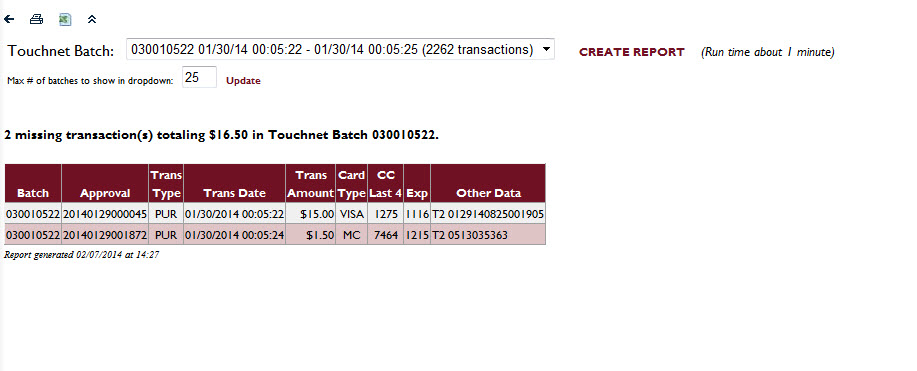 Touchnet Batch: 030010522 01/30/14 00:05:22 - 01/30/14 00:05:25 (2262 transactions) CREATE REPORT (Run time about 1 minute)
Max # of batches to show in dropdown: 25 Update
2 missing transaction(s) totaling $16.50 in Touchnet Batch 030010522.
Batch Approval Trans Type Trans Date Trans Amount Card Type CC Last 4 Exp Other Data
030010522 20140129000045 PUR 01/30/2014 00:05:22 $15.00 VISA 1275 1116 T2 0129140825001905
030010522 20140129001872 PUR 01/30/2014 00:05:24 $1.50 MC 7464 1215 T2 0513035363
Report generated 02/07/2014 at 14:27